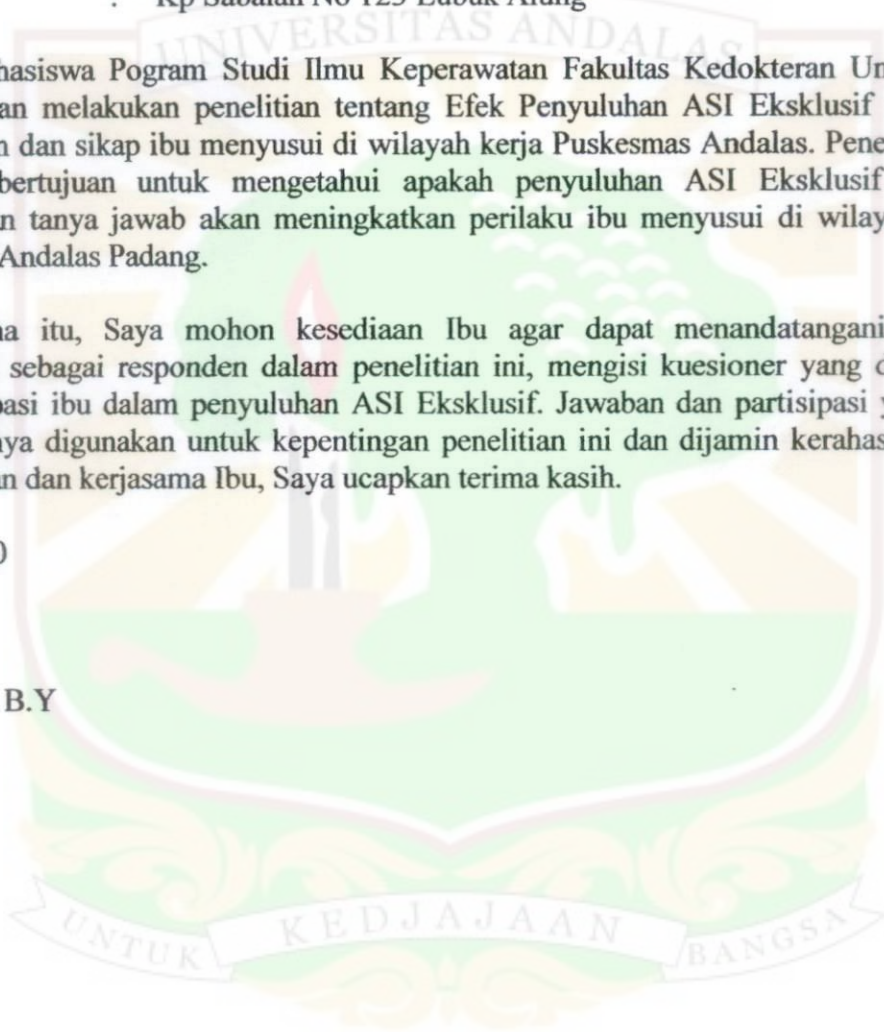 : Kp Sabalah No 123 Lubuk Alung
UNIVERSITAS ANDALAS
hasiswa Pogram Studi Ilmu Keperawatan Fakultas Kedokteran Un
an melakukan penelitian tentang Efek Penyuluhan ASI Eksklusif
n dan sikap ibu menyusui di wilayah kerja Puskesmas Andalas. Pene
bertujuan untuk mengetahui apakah penyuluhan ASI Eksklusif
n tanya jawab akan meningkatkan perilaku ibu menyusui di wilay
Andalas Padang.
na itu, Saya mohon kesediaan Ibu agar dapat menandatangani
sebagai responden dalam penelitian ini, mengisi kuesioner yang d
pasi ibu dalam penyuluhan ASI Eksklusif. Jawaban dan partisipasi y
nya digunakan untuk kepentingan penelitian ini dan dijamin kerahas
an dan kerjasama Ibu, Saya ucapkan terima kasih.
)
B.Y
UNTUK KEDJAJAAN BANGSA